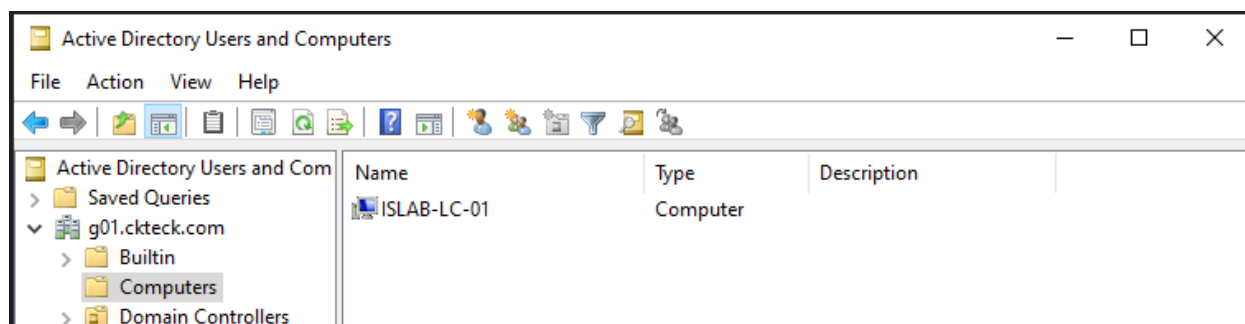 Active Directory Users and Computers
File Action View Help
Active Directory Users and Com
Name Type Description
Saved Queries
ISLAB-LC-01 Computer
g01.ckteck.com
Builtin
Computers
Domain Controllers